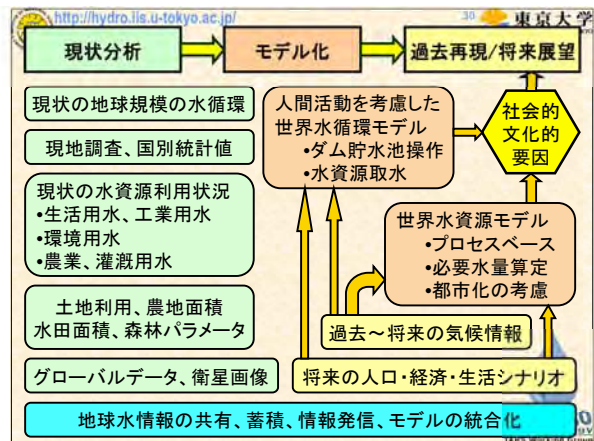 http://hydro.iis.u-tokyo.ac.jp/
30
東京大学
現状分析
モデル化
過去再現/将来展望
現状の地球規模の水循環
現地調査、国別統計値
現状の水資源利用状況
•生活用水、工業用水
•環境用水
•農業、灌漑用水
土地利用、農地面積
水田面積、森林パラメータ
グローバルデータ、衛星画像
人間活動を考慮した
世界水循環モデル
•ダム貯水池操作
•水資源取水
社会的
文化的
要因
世界水資源モデル
•プロセスベース
•必要水量算定
•都市化の考慮
過去～将来の気候情報
将来の人口・経済・生活シナリオ
地球水情報の共有、蓄積、情報発信、モデルの統合化